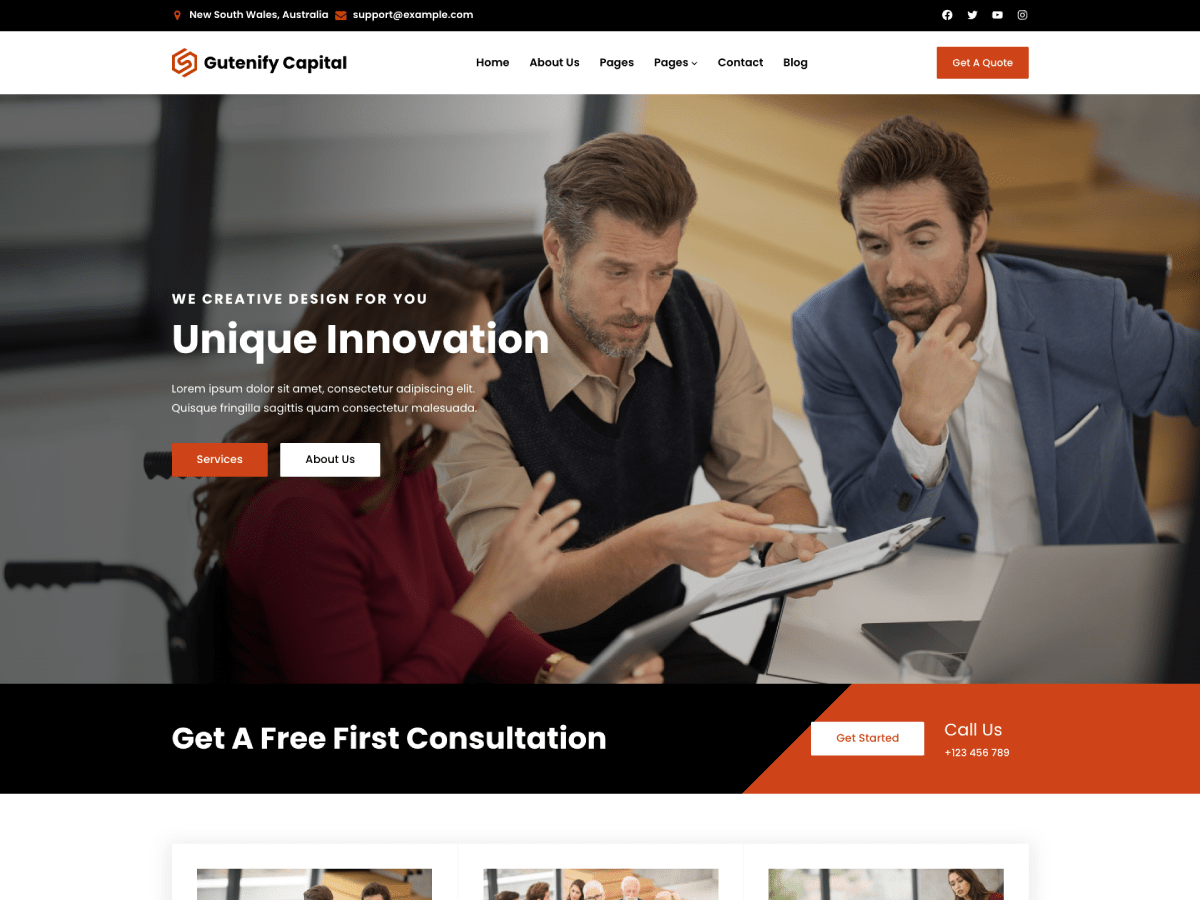 New South Wales, Australia support@example.com
Gutenify Capital
Home About Us Pages Pages Contact Blog
Get A Quote
WE CREATIVE DESIGN FOR YOU
Unique Innovation
Lorem ipsum dolor sit amet, consectetur adipiscing elit.
Quisque fringilla sagittis quam consectetur malesuada.
Services About Us
Get A Free First Consultation
Get Started
Call Us
+123 456 789